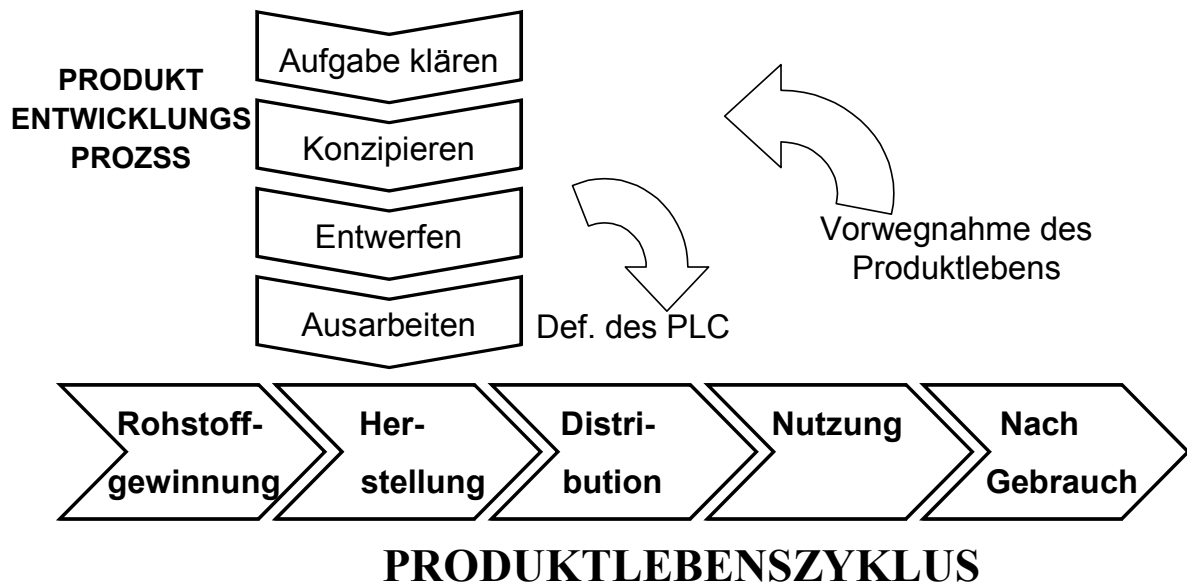 PRODUKT
ENTWICKLUNGS
PROZSS
Aufgabe klären
Konzipieren
Entwerfen
Ausarbeiten
Vorwegnahme des
Produktlebens
Def. des PLC
Rohstoff-
gewinnung
Her-
stellung
Distri-
bution
Nutzung
Nach
Gebrauch
PRODUKTLEBENSZYKLUS